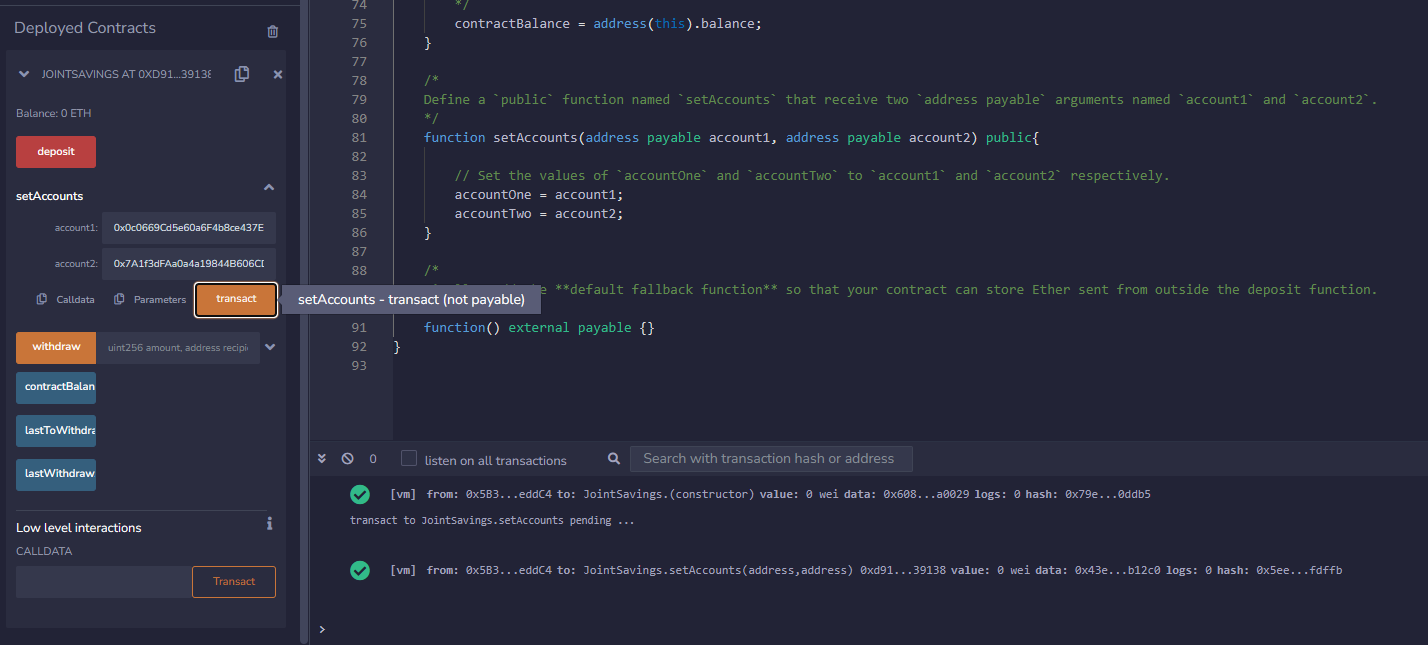 Deployed Contracts
JOINTSAVINGS AT 0XD91...39138
Balance: 0 ETH
deposit
setAccounts
account1: 0x0c0669Cd5e60a6F4b8ce437E
account2: 0x7A1f3dFAa0a4a19844B606CD
Calldata Parameters transact
setAccounts - transact (not payable)
withdraw uint256 amount, address recipi
contractBalan
lastToWithdra
lastWithdraw
Low level interactions
CALLDATA
Transact
74 */
75 contractBalance = address(this).balance;
76 }
77
78 /*
79 Define a `public` function named `setAccounts` that receive two `address payable` arguments named `account1` and `account2`.
80 */
81 function setAccounts(address payable account1, address payable account2) public{
82
83 // Set the values of `accountOne` and `accountTwo` to `account1` and `account2` respectively.
84 accountOne = account1;
85 accountTwo = account2;
86 }
87
88 /*
**default fallback function** so that your contract can store Ether sent from outside the deposit function.
91 function() external payable {}
92 }
93
0 listen on all transactions Search with transaction hash or address
[vm] from: 0x5B3...eddC4 to: JointSavings.(constructor) value: 0 wei data: 0x608...a0029 logs: 0 hash: 0x79e...0ddb5
transact to JointSavings.setAccounts pending ...
[vm] from: 0x5B3...eddC4 to: JointSavings.setAccounts(address,address) 0xd91...39138 value: 0 wei data: 0x43e...b12c0 logs: 0 hash: 0x5ee...fdffb
>